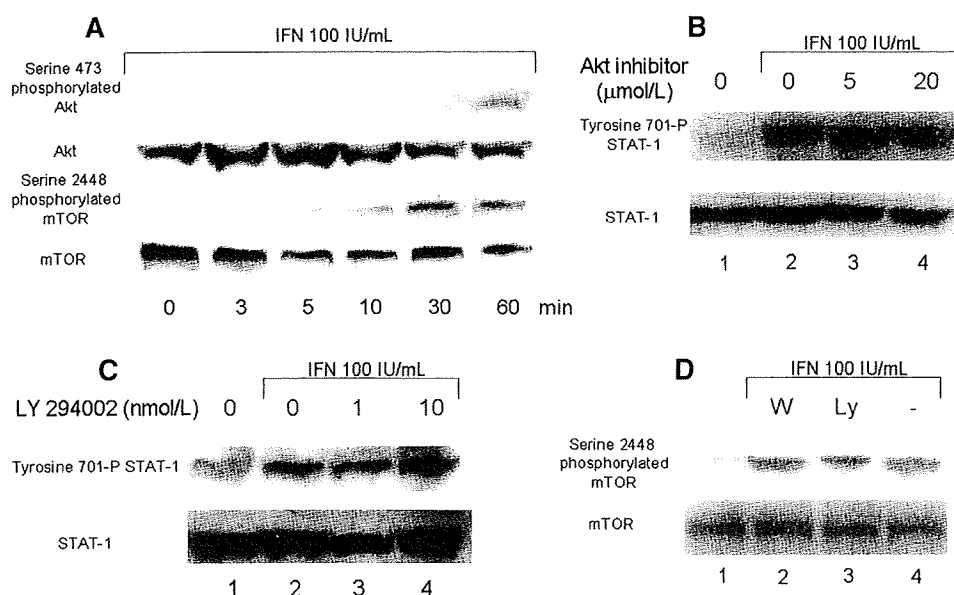 A
IFN 100 IU/mL
Serine 473
phosphorylated
Akt
Akt
Serine 2448
phosphorylated
mTOR
mTOR
0 3 5 10 30 60 min
B
IFN 100 IU/mL
Akt inhibitor
(μmol/L)
0 0 5 20
Tyrosine 701-P
STAT-1
STAT-1
1 2 3 4
C
IFN 100 IU/mL
LY 294002 (nmol/L) 0 0 1 10
Tyrosine 701-P STAT-1
STAT-1
1 2 3 4
D
IFN 100 IU/mL
W Ly -
Serine 2448
phosphorylated
mTOR
mTOR
1 2 3 4